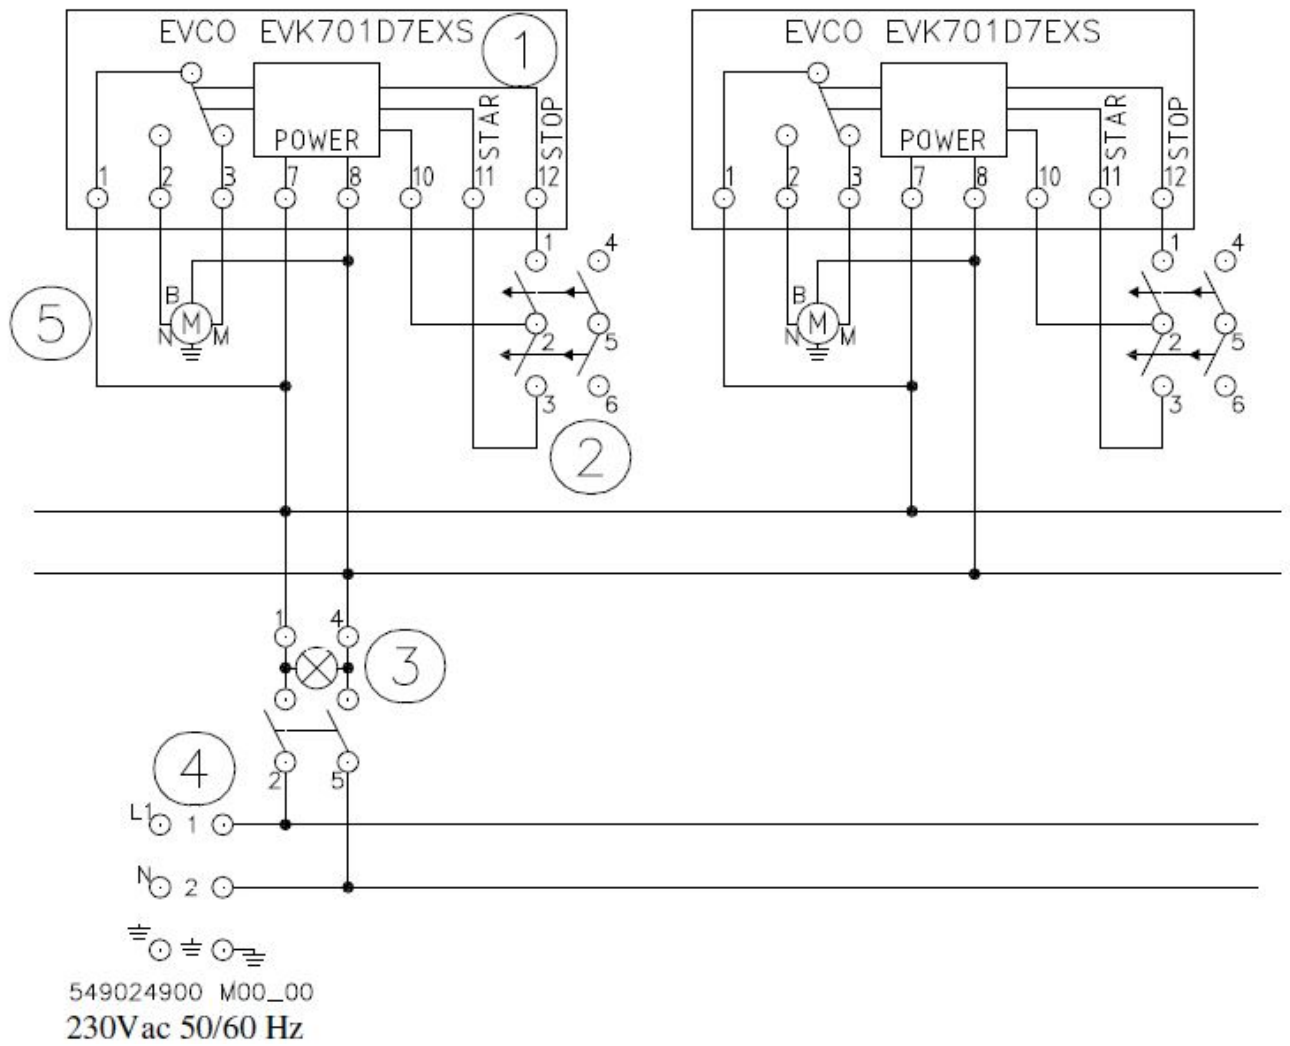 EVCO EVK701D7EXS 1
POWER STAR STOP
1 2 3 7 8 10 11 12
1 4
B
5 N M M 2 5
3 6
2
EVCO EVK701D7EXS
POWER STAR STOP
1 2 3 7 8 10 11 12
1 4
B
N M M 2 5
3 6
1 4
3
4 2 5
L1 1
N 2
549024900 M00_00
230Vac 50/60 Hz